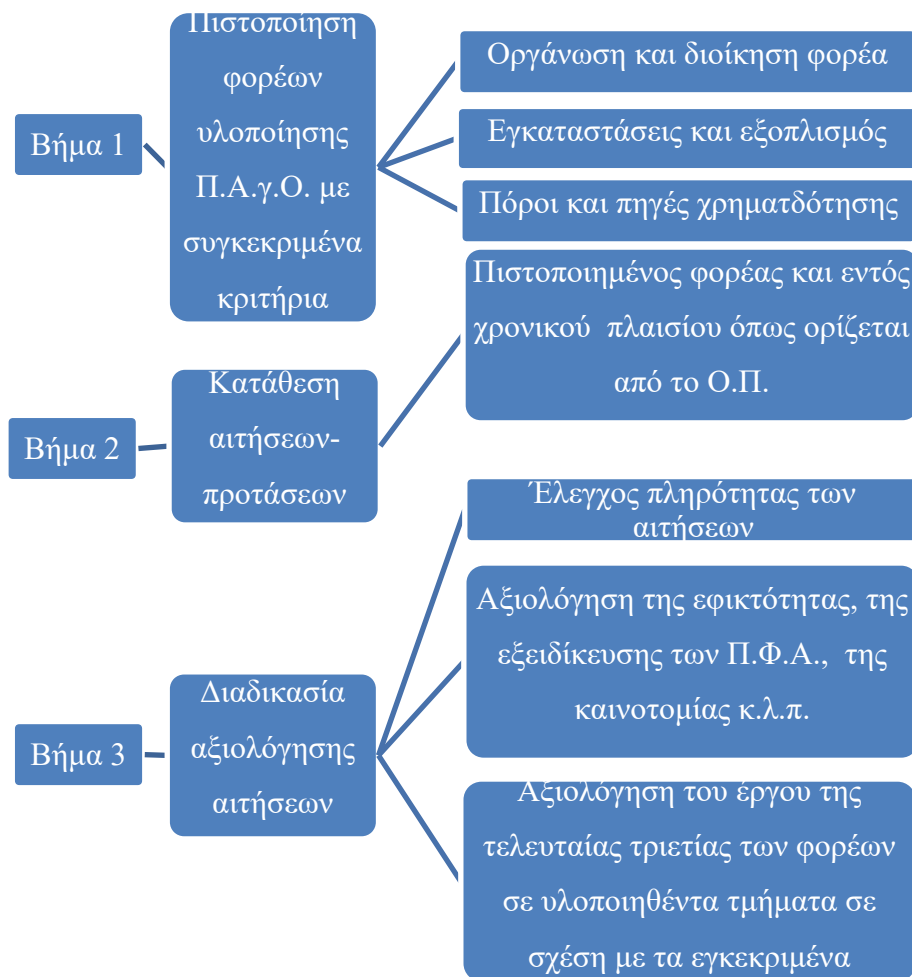 Βήμα 1
Πιστοποίηση
φορέων
υλοποίησης
Π.Α.γ.Ο. με
συγκεκριμένα
κριτήρια
Οργάνωση και διοίκηση φορέα
Εγκαταστάσεις και εξοπλισμός
Πόροι και πηγές χρηματδότησης
Βήμα 2
Κατάθεση
αιτήσεων-
προτάσεων
Πιστοποιημένος φορέας και εντός
χρονικού πλαισίου όπως ορίζεται
από το Ο.Π.
Βήμα 3
Διαδικασία
αξιολόγησης
αιτήσεων
Έλεγχος πληρότητας των
αιτήσεων
Αξιολόγηση της εφικτότητας, της
εξειδίκευσης των Π.Φ.Α., της
καινοτομίας κ.λ.π.
Αξιολόγηση του έργου της
τελευταίας τριετίας των φορέων
σε υλοποιηθέντα τμήματα σε
σχέση με τα εγκεκριμένα